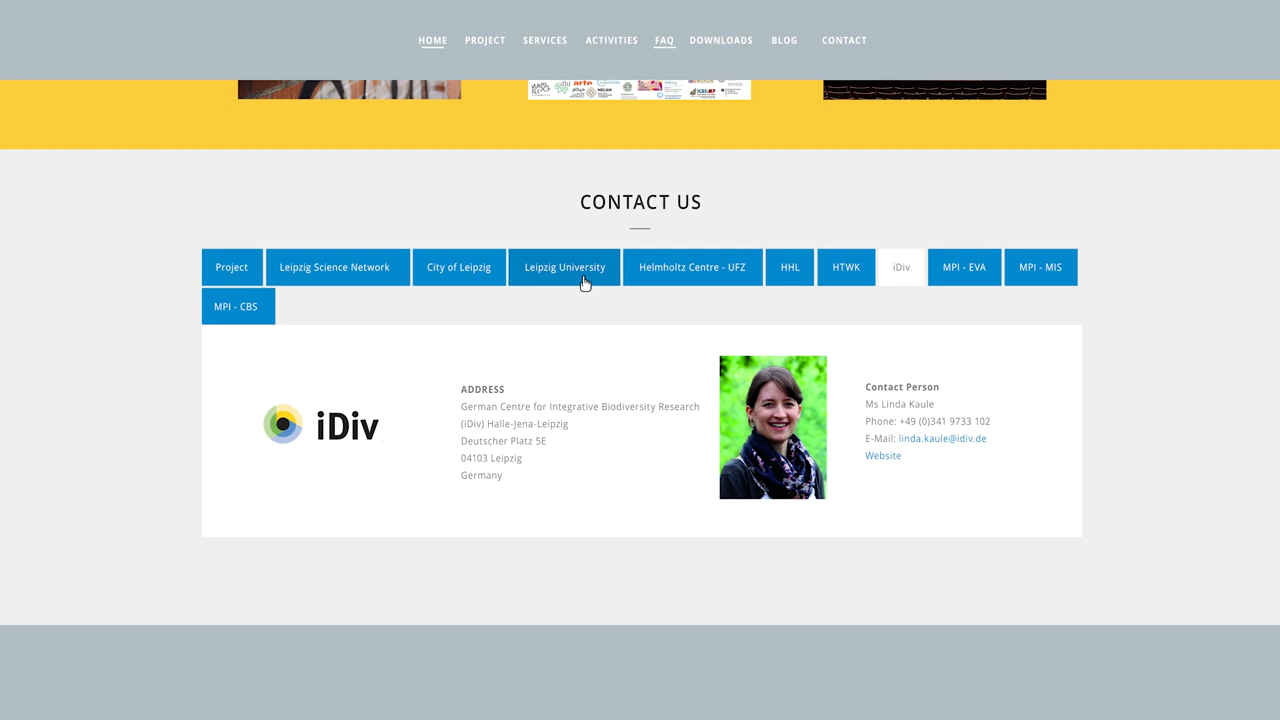 HOME PROJECT SERVICES ACTIVITIES FAQ DOWNLOADS BLOG CONTACT
arte
CONTACT US
Project Leipzig Science Network City of Leipzig Leipzig University Helmholtz Centre - UFZ HHL HTWK iDiv MPI - EVA MPI - MIS
MPI - CBS
iDiv
ADDRESS
German Centre for Integrative Biodiversity Research
(iDiv) Halle-Jena-Leipzig
Deutscher Platz 5E
04103 Leipzig
Germany
Contact Person
Ms Linda Kaule
Phone: +49 (0)341 9733 102
E-Mail: linda.kaule@idiv.de
Website